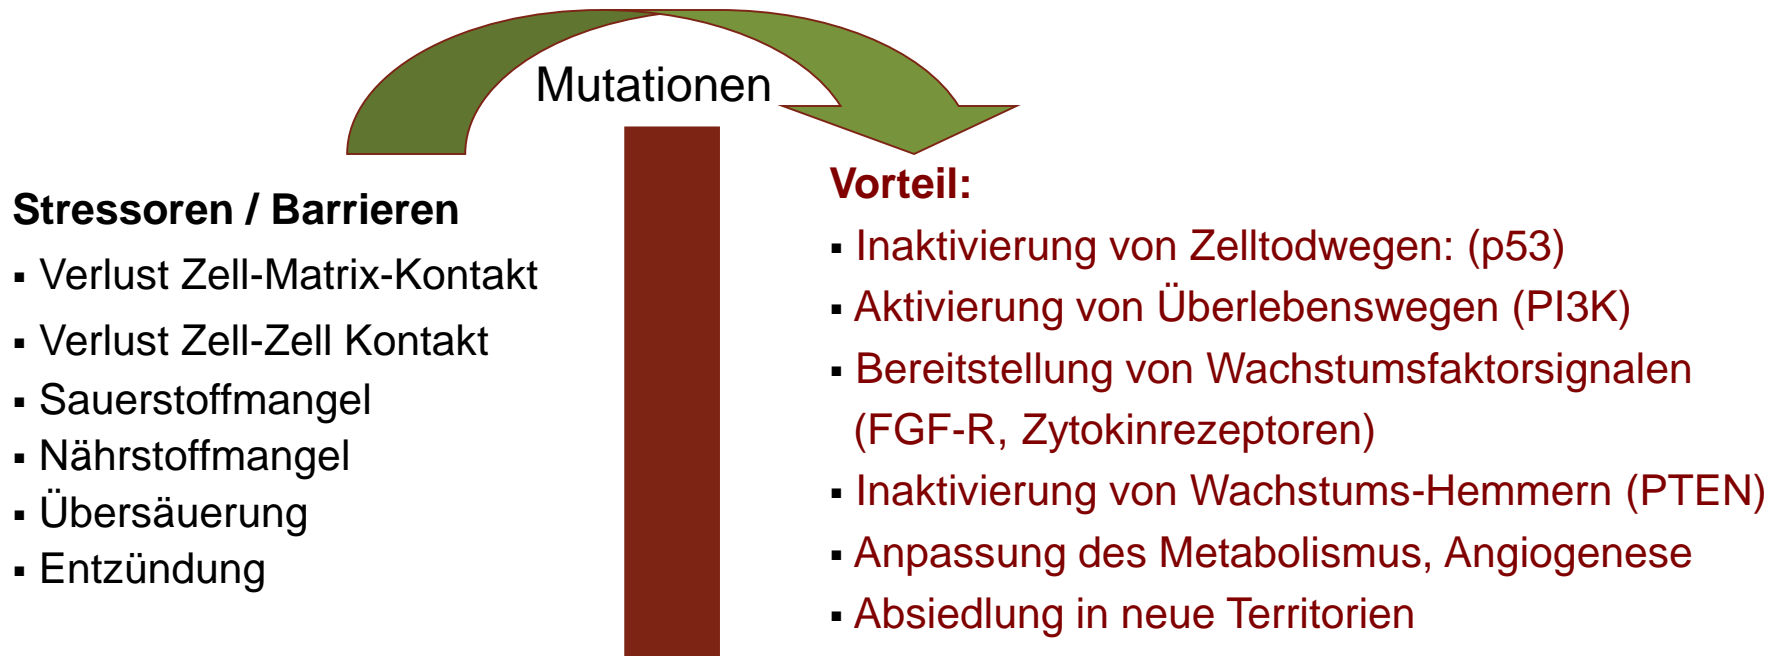 Mutationen
Stressoren / Barrieren
▪ Verlust Zell-Matrix-Kontakt
▪ Verlust Zell-Zell Kontakt
▪ Sauerstoffmangel
▪ Nährstoffmangel
▪ Übersäuerung
▪ Entzündung
Vorteil:
▪ Inaktivierung von Zelltodwegen: (p53)
▪ Aktivierung von Überlebenswegen (PI3K)
▪ Bereitstellung von Wachstumsfaktorsignalen
(FGF-R, Zytokinrezeptoren)
▪ Inaktivierung von Wachstums-Hemmern (PTEN)
▪ Anpassung des Metabolismus, Angiogenese
▪ Absiedlung in neue Territorien